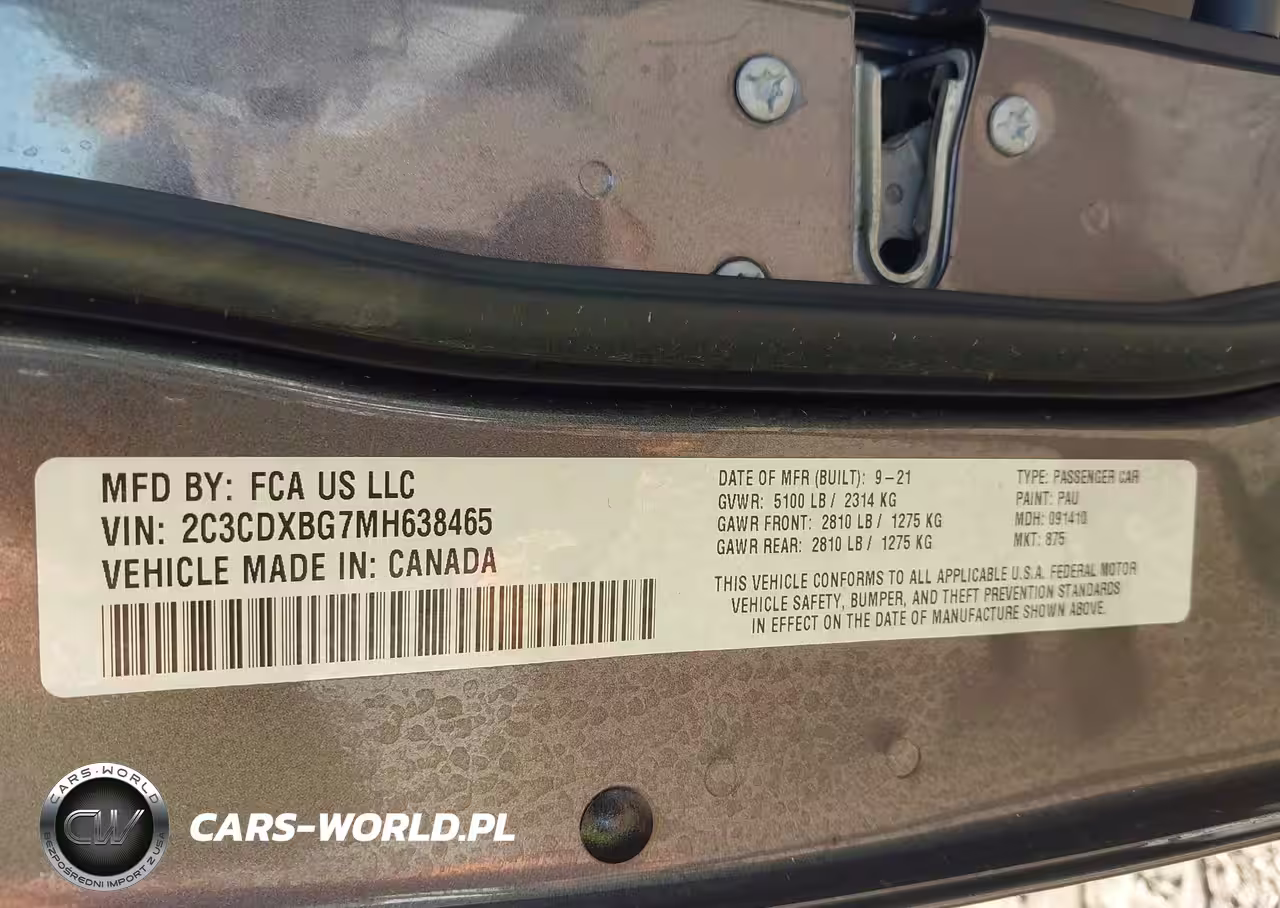 MFD BY: FCA US LLC
VIN: 2C3CDXBG7MH638465
VEHICLE MADE IN: CANADA
DATE OF MFR (BUILT): 9-21
GVWR: 5100 LB / 2314 KG
GAWR FRONT: 2810 LB / 1275 KG
GAWR REAR: 2810 LB / 1275 KG
TYPE: PASSENGER CAR
PAINT: PAU
MDH: 091410
MKT: 875
THIS VEHICLE CONFORMS TO ALL APPLICABLE U.S.A. FEDERAL MOTOR
VEHICLE SAFETY, BUMPER, AND THEFT PREVENTION STANDARDS
IN EFFECT ON THE DATE OF MANUFACTURE SHOWN ABOVE.
CARS-WORLD
CW
BEZPOŚREDNI IMPORT Z USA
CARS-WORLD.PL